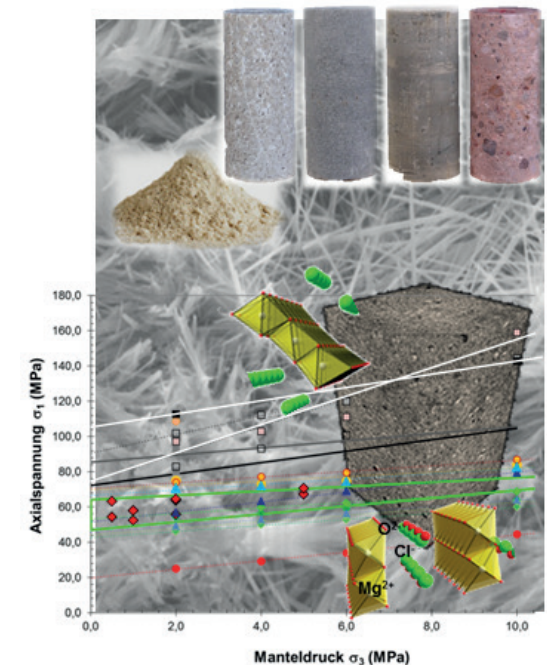 180,0
160,0
140,0
120,0
100,0
80,0
60,0
40,0
20,0
0,0
Axialspannung σ₁ (MPa)
O²⁻
Cl⁻
Mg²⁺
0,0 2,0 4,0 6,0 8,0 10,0
Manteldruck σ₃ (MPa)